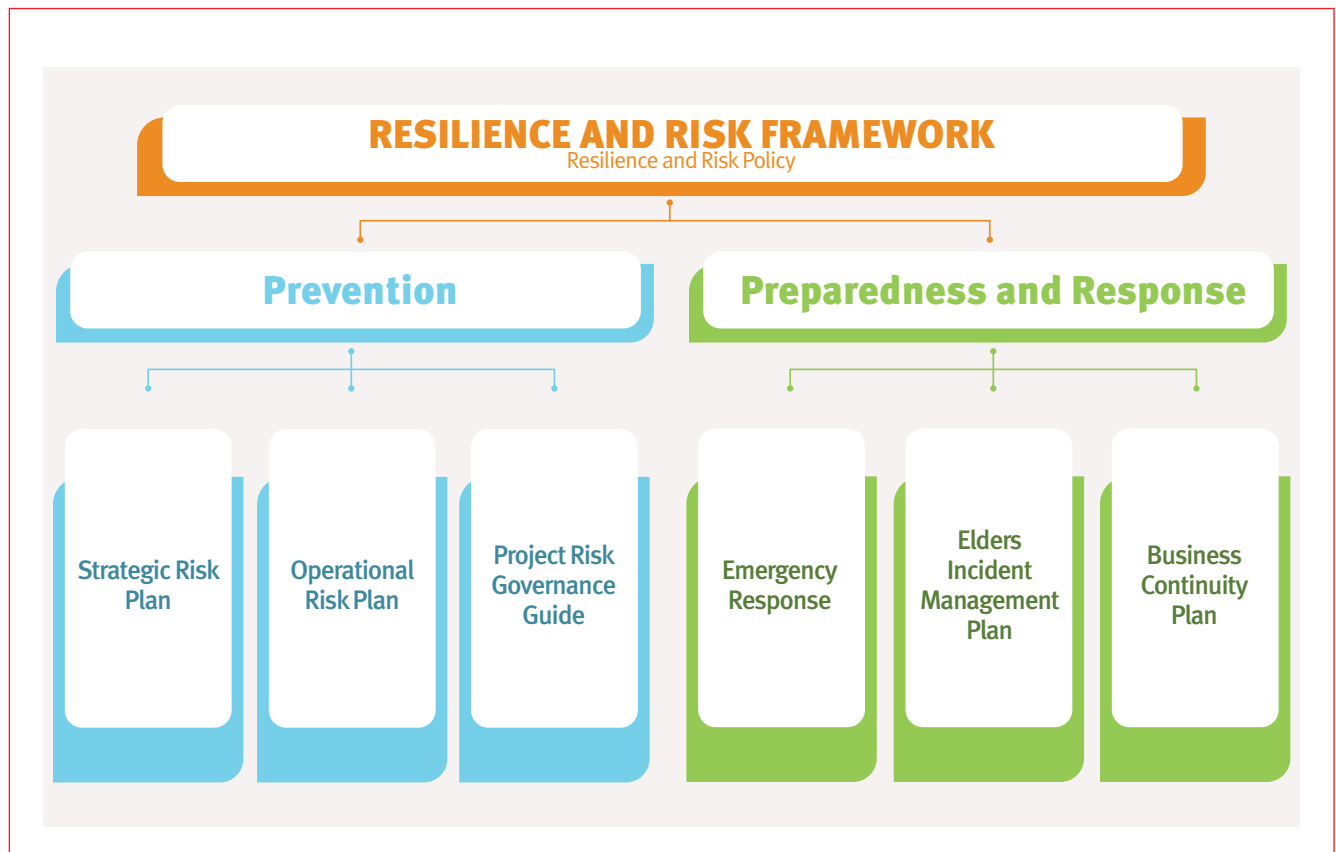 RESILIENCE AND RISK FRAMEWORK
Resilience and Risk Policy
Prevention
Preparedness and Response
Strategic Risk
Plan
Operational
Risk Plan
Project Risk
Governance
Guide
Emergency
Response
Elders
Incident
Management
Plan
Business
Continuity
Plan